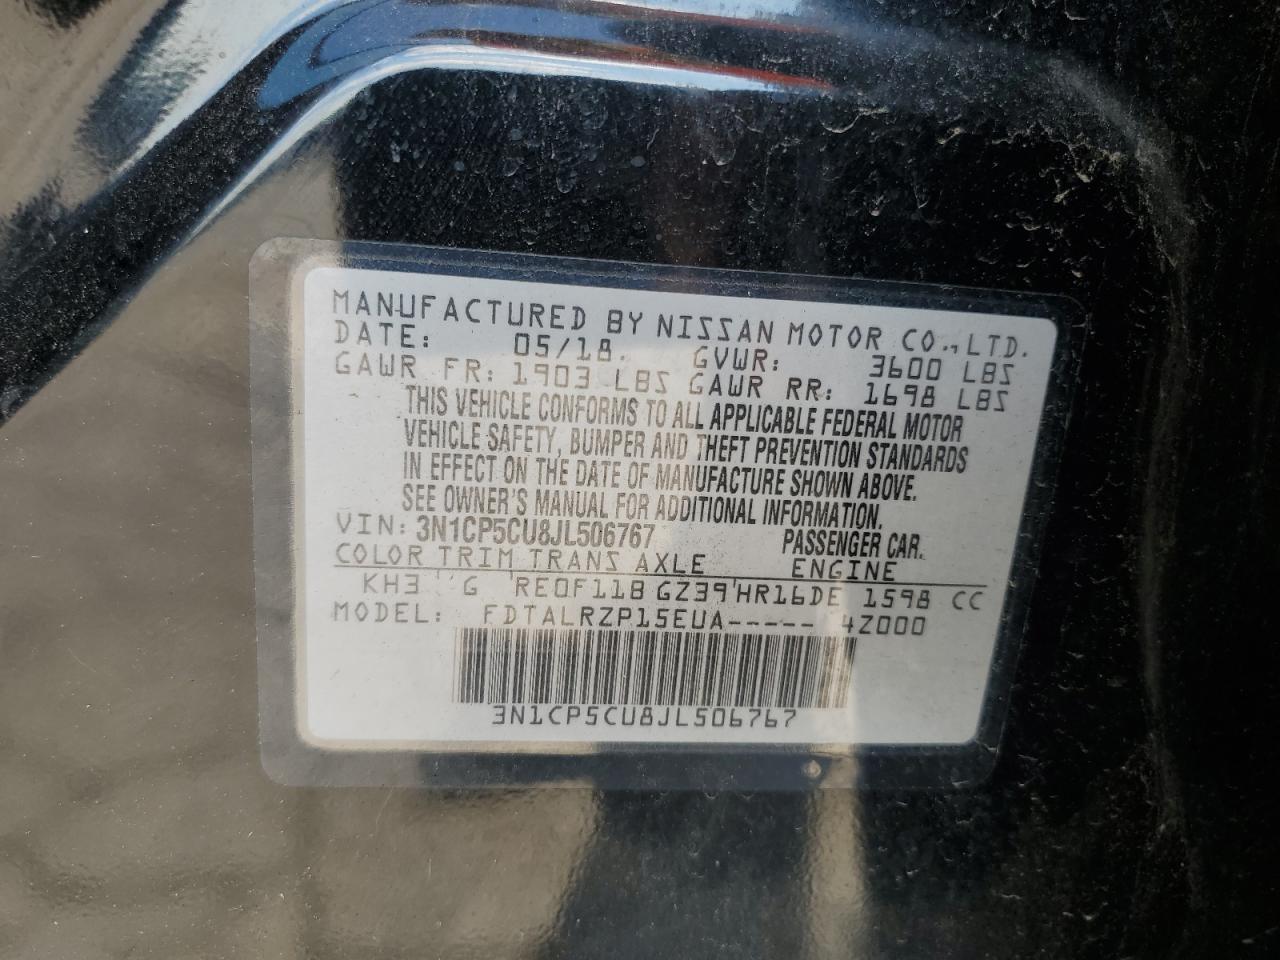 MANUFACTURED BY NISSAN MOTOR CO., LTD.
DATE: 05/18. GVWR: 3600 LBS
GAWR FR: 1903 LBS GAWR RR: 1698 LBS
THIS VEHICLE CONFORMS TO ALL APPLICABLE FEDERAL MOTOR
VEHICLE SAFETY, BUMPER AND THEFT PREVENTION STANDARDS
IN EFFECT ON THE DATE OF MANUFACTURE SHOWN ABOVE.
SEE OWNER'S MANUAL FOR ADDITIONAL INFORMATION.
VIN: 3N1CP5CU8JL506767 PASSENGER CAR.
COLOR TRIM TRANS AXLE ENGINE
KH3 G RE0F11B GZ39 HR16DE 1598 CC
MODEL: FDTALRZP15EUA----- 4Z000
3N1CP5CU8JL506767